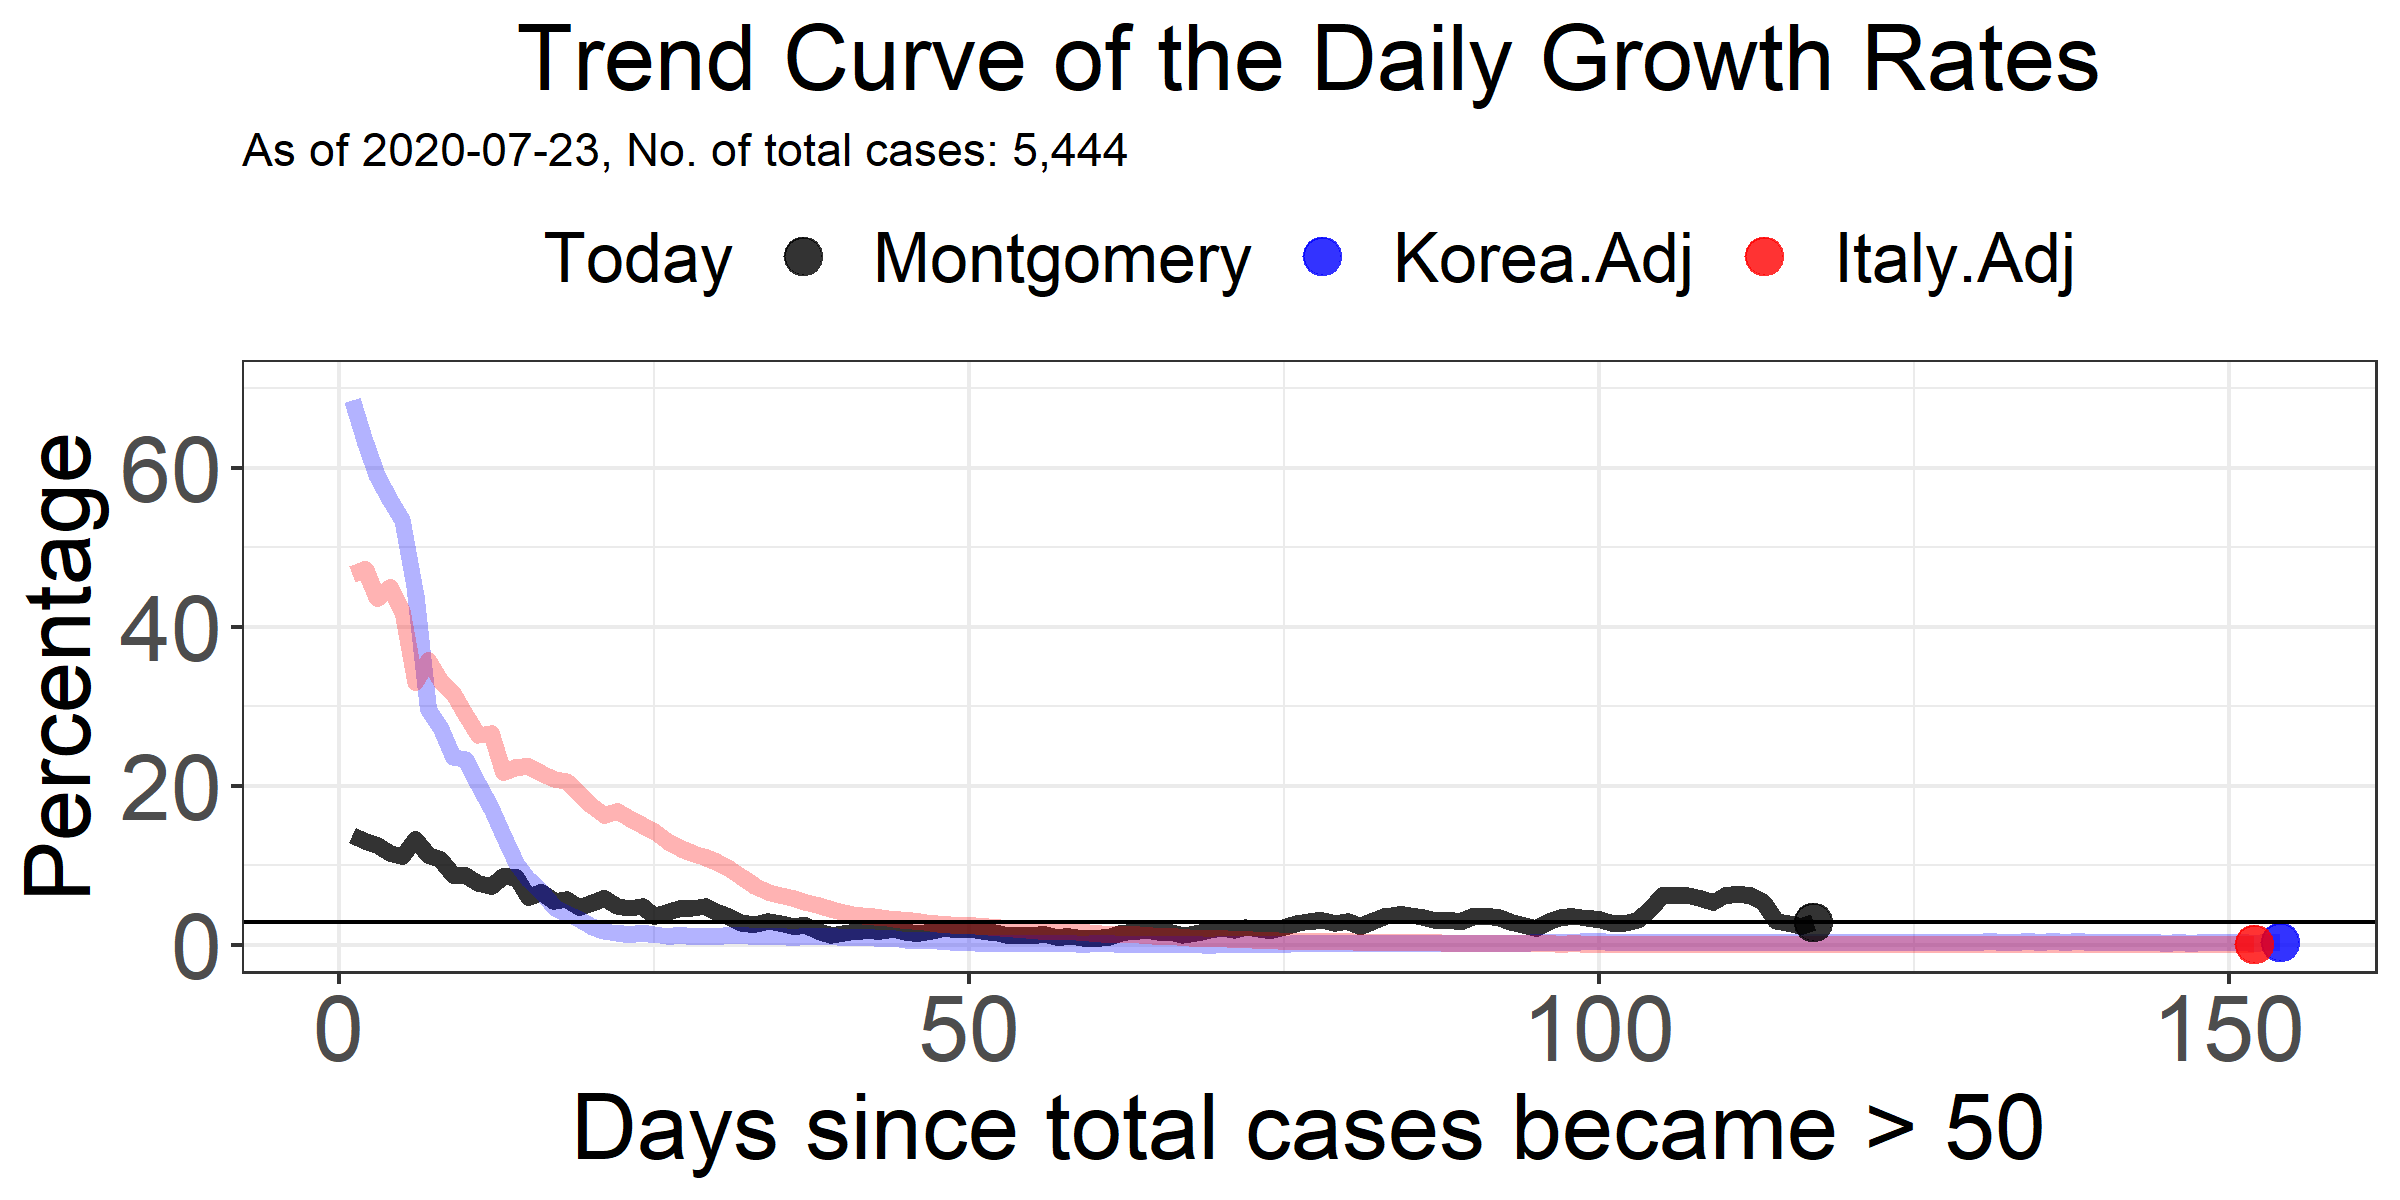 Trend Curve of the Daily Growth Rates
As of 2020-07-23, No. of total cases: 5,444
Today Montgomery Korea.Adj Italy.Adj
Percentage
60
40
20
0
0 50 100 150
Days since total cases became > 50